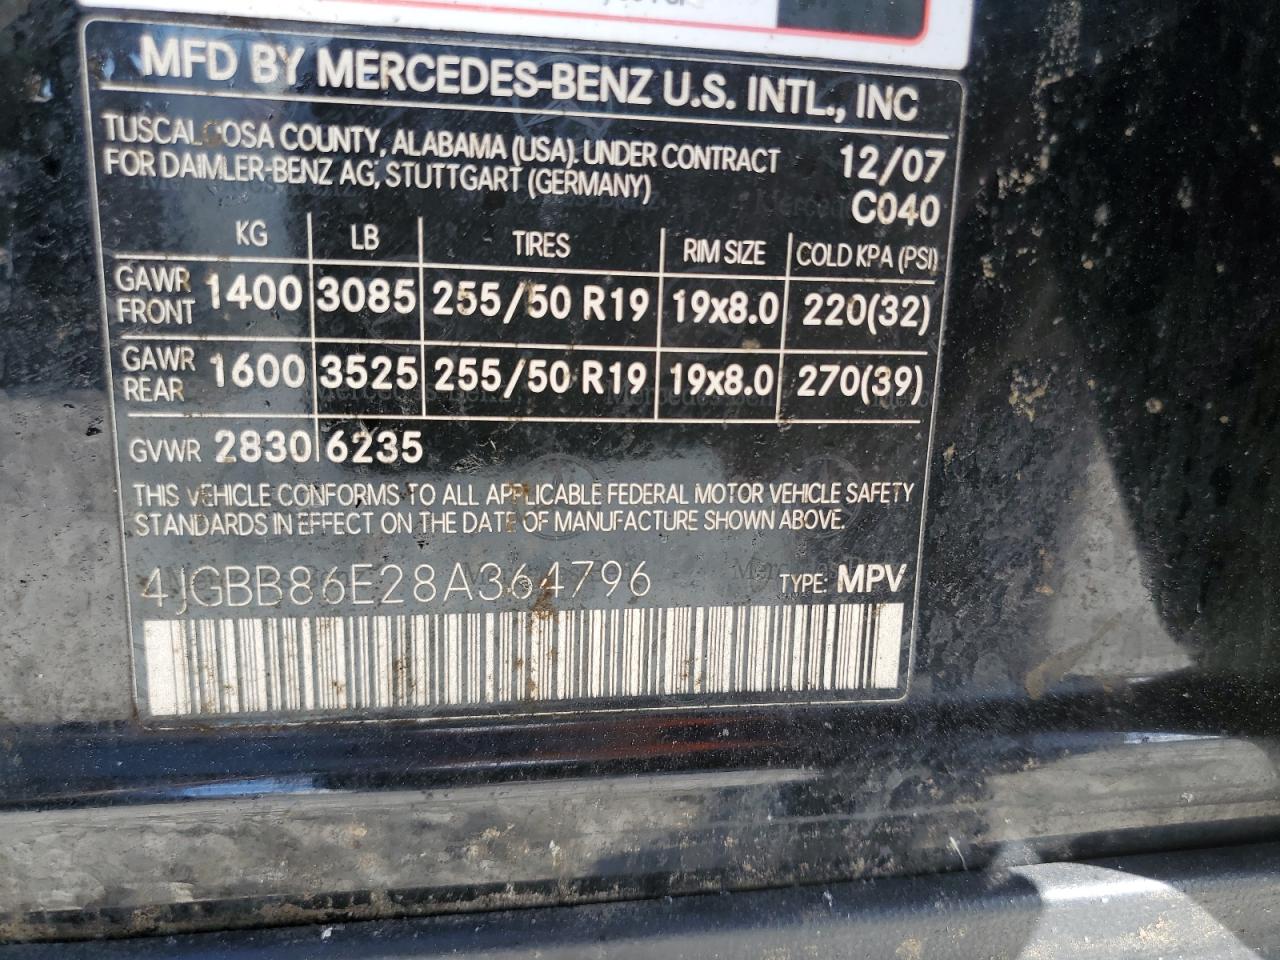 MFD BY MERCEDES-BENZ U.S. INTL., INC
TUSCALOOSA COUNTY, ALABAMA (USA). UNDER CONTRACT 12/07
FOR DAIMLER-BENZ AG, STUTTGART (GERMANY) C040
KG LB TIRES RIM SIZE COLD KPA (PSI)
GAWR FRONT 1400 3085 255/50 R19 19x8.0 220(32)
GAWR REAR 1600 3525 255/50 R19 19x8.0 270(39)
GVWR 2830 6235
THIS VEHICLE CONFORMS TO ALL APPLICABLE FEDERAL MOTOR VEHICLE SAFETY
STANDARDS IN EFFECT ON THE DATE OF MANUFACTURE SHOWN ABOVE.
4JGBB86E28A364796 TYPE: MPV